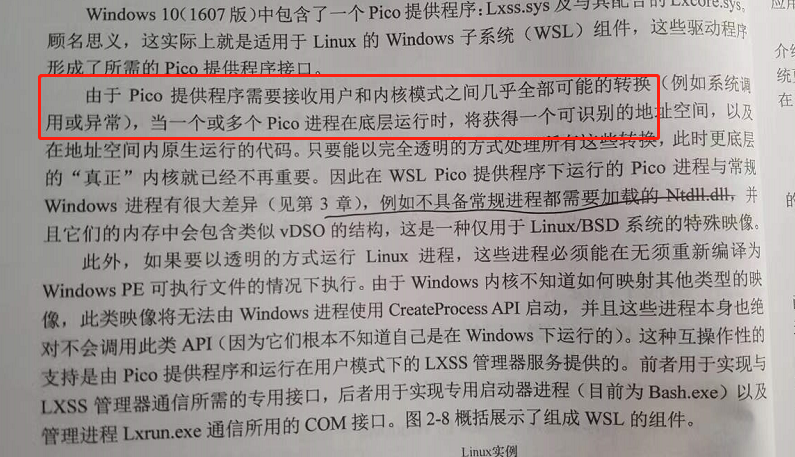 Windows 10(1607 版)中包含了一个 Pico 提供程序：Lxss.sys 及与其配合的 Lxcore.sys。
顾名思义，这实际上就是适用于 Linux 的 Windows 子系统（WSL）组件，这些驱动程序
形成了所需的 Pico 提供程序接口。
由于 Pico 提供程序需要接收用户和内核模式之间几乎全部可能的转换（例如系统调
用或异常），当一个或多个 Pico 进程在底层运行时，将获得一个可识别的地址空间，以及
在地址空间内原生运行的代码。只要能以完全透明的方式处理所有这些转换，此时更底层
的“真正”内核就已经不再重要。因此在 WSL Pico 提供程序下运行的 Pico 进程与常规
Windows 进程有很大差异（见第 3 章），例如不具备常规进程都需要加载的 Ntdll.dll，并
且它们的内存中会包含类似 vDSO 的结构，这是一种仅用于 Linux/BSD 系统的特殊映像。
此外，如果要以透明的方式运行 Linux 进程，这些进程必须能在无须重新编译为
Windows PE 可执行文件的情况下执行。由于 Windows 内核不知道如何映射其他类型的映
像，此类映像将无法由 Windows 进程使用 CreateProcess API 启动，并且这些进程本身也绝
对不会调用此类 API（因为它们根本不知道自己是在 Windows 下运行的）。这种互操作性的
支持是由 Pico 提供程序和运行在用户模式下的 LXSS 管理器服务提供的。前者用于实现与
LXSS 管理器通信所需的专用接口，后者用于实现专用启动器进程（目前为 Bash.exe）以及
管理进程 Lxrun.exe 通信所用的 COM 接口。图 2-8 概括展示了组成 WSL 的组件。
Linux实例
介绍
统更
在